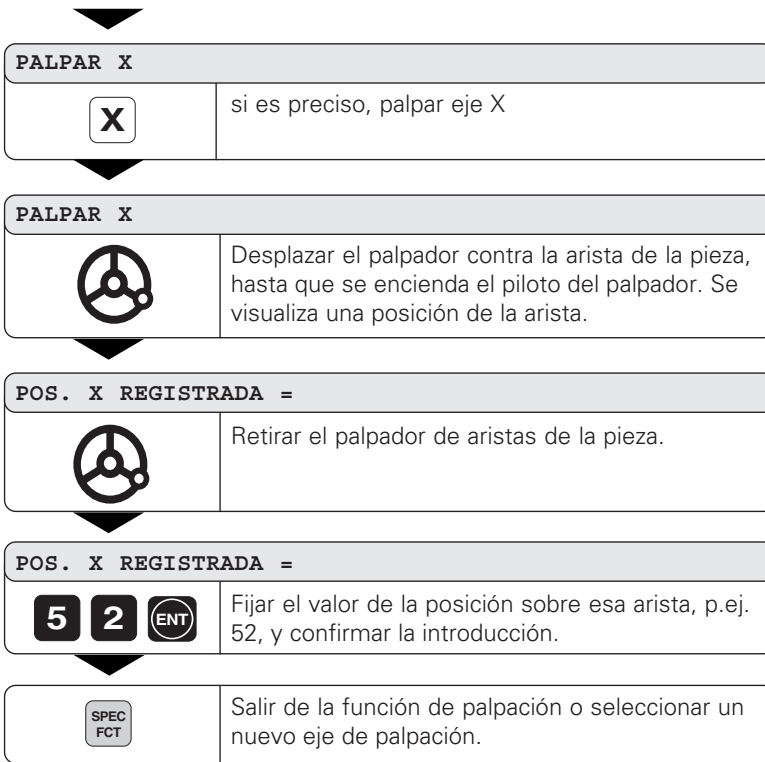 PALPAR X
X
si es preciso, palpar eje X
PALPAR X
Desplazar el palpador contra la arista de la pieza,
hasta que se encienda el piloto del palpador. Se
visualiza una posición de la arista.
POS. X REGISTRADA =
Retirar el palpador de aristas de la pieza.
POS. X REGISTRADA =
5 2 ENT
Fijar el valor de la posición sobre esa arista, p.ej.
52, y confirmar la introducción.
SPEC
FCT
Salir de la función de palpación o seleccionar un
nuevo eje de palpación.